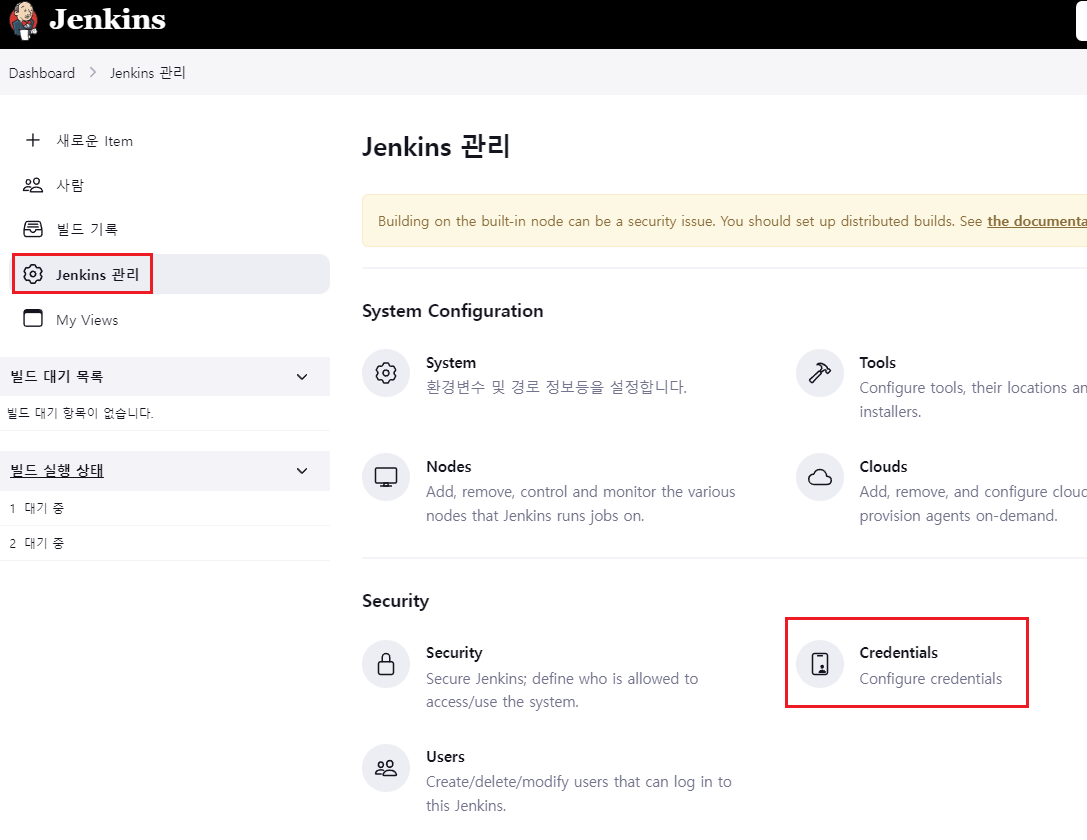 Jenkins
Dashboard > Jenkins 관리
새로운 Item
사람
빌드 기록
Jenkins 관리
My Views
빌드 대기 목록
빌드 대기 항목이 없습니다.
빌드 실행 상태
1 대기 중
2 대기 중
Jenkins 관리
Building on the built-in node can be a security issue. You should set up distributed builds. See the documenta
System Configuration
System
환경변수 및 경로 정보등을 설정합니다.
Tools
Configure tools, their locations an
installers.
Nodes
Add, remove, control and monitor the various
nodes that Jenkins runs jobs on.
Clouds
Add, remove, and configure cloud
provision agents on-demand.
Security
Security
Secure Jenkins; define who is allowed to
access/use the system.
Credentials
Configure credentials
Users
Create/delete/modify users that can log in to
this Jenkins.